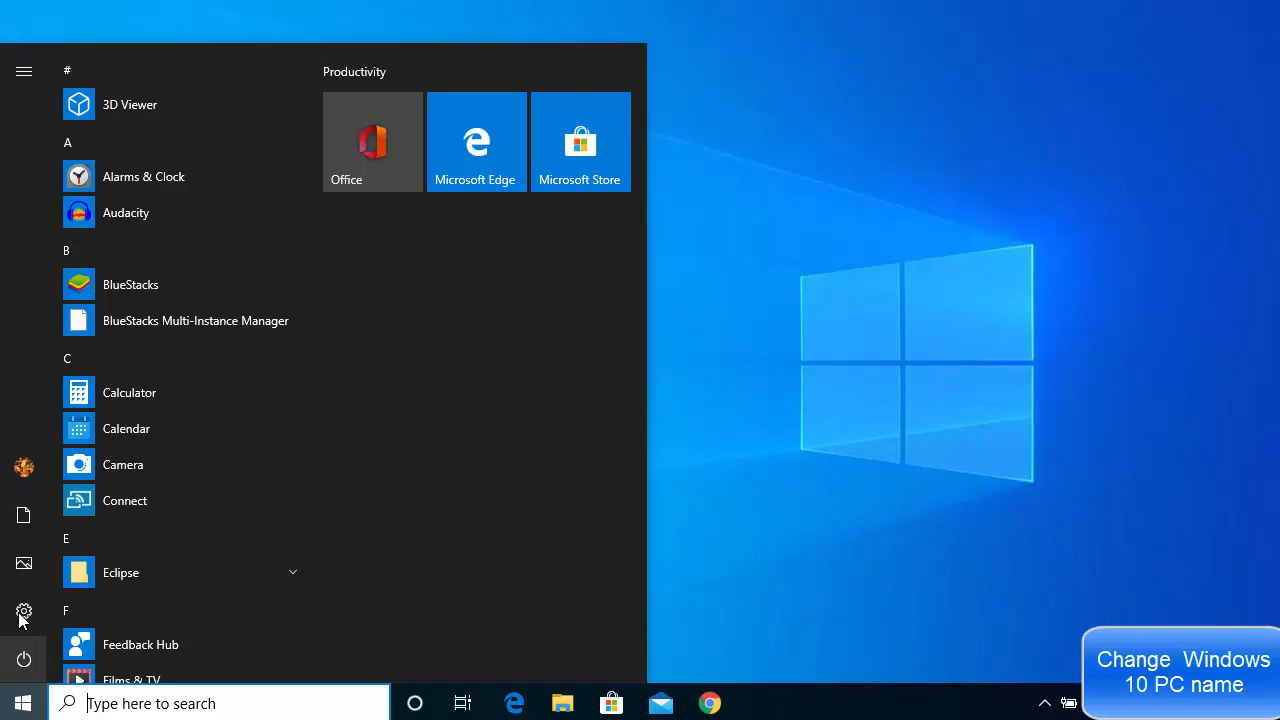 #
3D Viewer
A
Alarms & Clock
Audacity
B
BlueStacks
BlueStacks Multi-Instance Manager
C
Calculator
Calendar
Camera
Connect
E
Eclipse
F
Feedback Hub
Films & TV
Productivity
Office
Microsoft Edge
Microsoft Store
Type here to search
Change Windows
10 PC name